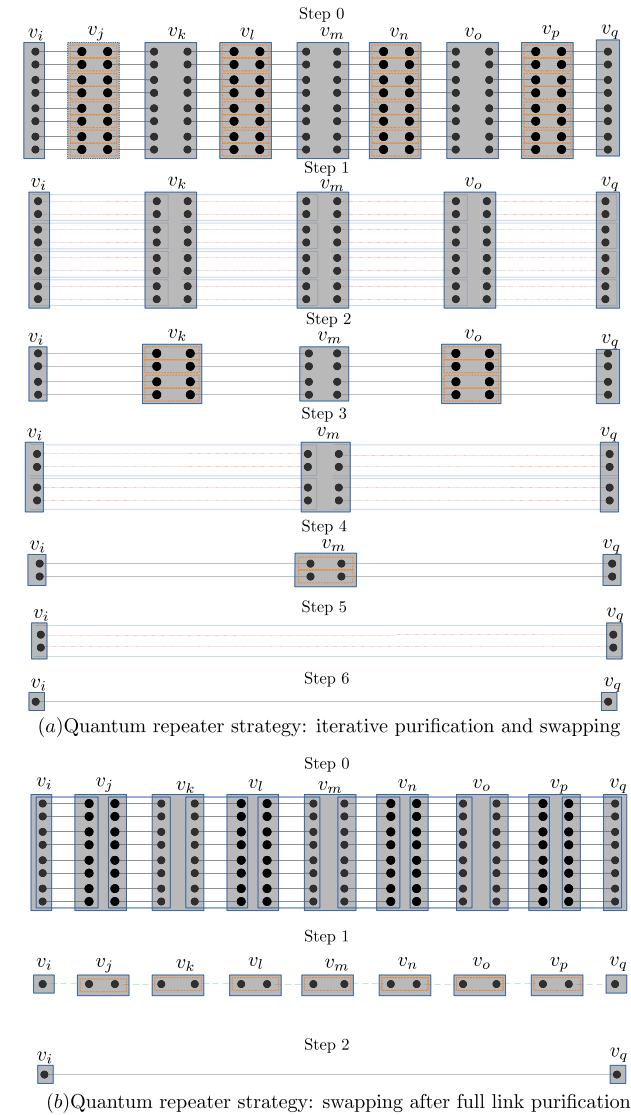 Step 0
v_i v_j v_k v_l v_m v_n v_o v_p v_q
Step 1
v_i v_k v_m v_o v_q
Step 2
v_i v_k v_m v_o v_q
Step 3
v_i v_m v_q
Step 4
v_i v_m v_q
Step 5
v_i v_q
Step 6
v_i v_q
(a)Quantum repeater strategy: iterative purification and swapping
Step 0
v_i v_j v_k v_l v_m v_n v_o v_p v_q
Step 1
v_i v_j v_k v_l v_m v_n v_o v_p v_q
Step 2
v_i v_q
(b)Quantum repeater strategy: swapping after full link purification